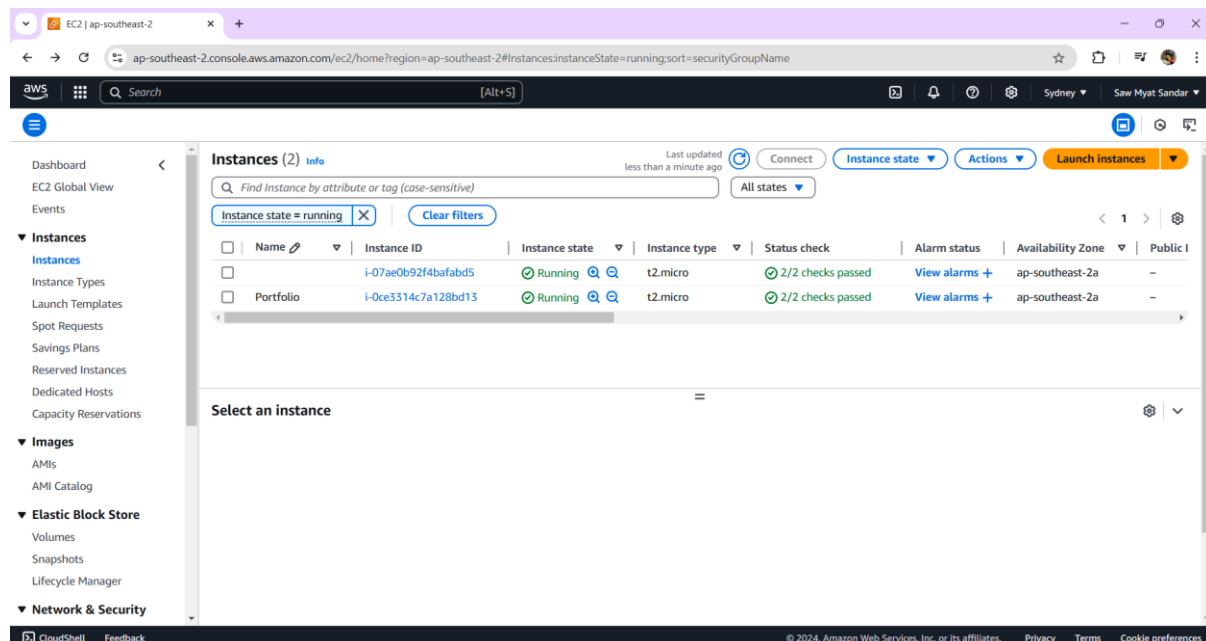 EC2 | ap-southeast-2
ap-southeast-2.console.aws.amazon.com/ec2/home?region=ap-southeast-2#Instances:instanceState=running;sort=securityGroupName
aws Search [Alt+S] Sydney Saw Myat Sandar
Dashboard
EC2 Global View
Events
Instances
Instances
Instance Types
Launch Templates
Spot Requests
Savings Plans
Reserved Instances
Dedicated Hosts
Capacity Reservations
Images
AMIs
AMI Catalog
Elastic Block Store
Volumes
Snapshots
Lifecycle Manager
Network & Security
Instances (2) Info
Last updated
less than a minute ago
Connect Instance state Actions Launch instances
Find Instance by attribute or tag (case-sensitive) All states
Instance state = running Clear filters
1
Name Instance ID Instance state Instance type Status check Alarm status Availability Zone Public I
i-07ae0b92f4bafabd5 Running t2.micro 2/2 checks passed View alarms + ap-southeast-2a –
Portfolio i-0ce3314c7a128bd13 Running t2.micro 2/2 checks passed View alarms + ap-southeast-2a –
Select an instance
CloudShell Feedback © 2024, Amazon Web Services, Inc. or its affiliates. Privacy Terms Cookie preferences